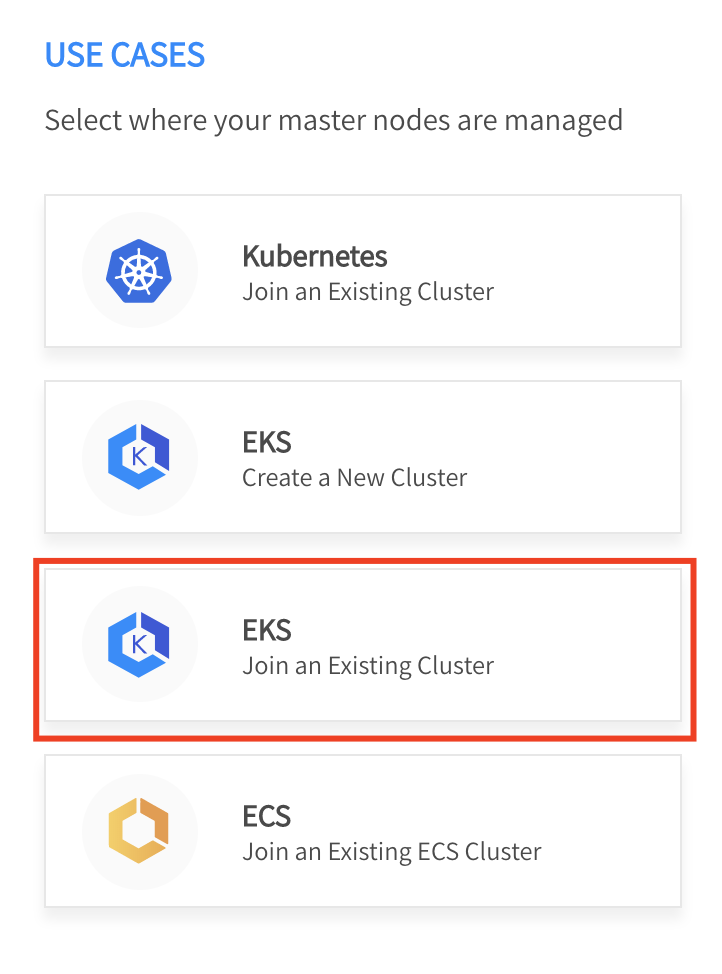 USE CASES
Select where your master nodes are managed
Kubernetes
Join an Existing Cluster
K
EKS
Create a New Cluster
K
EKS
Join an Existing Cluster
ECS
Join an Existing ECS Cluster